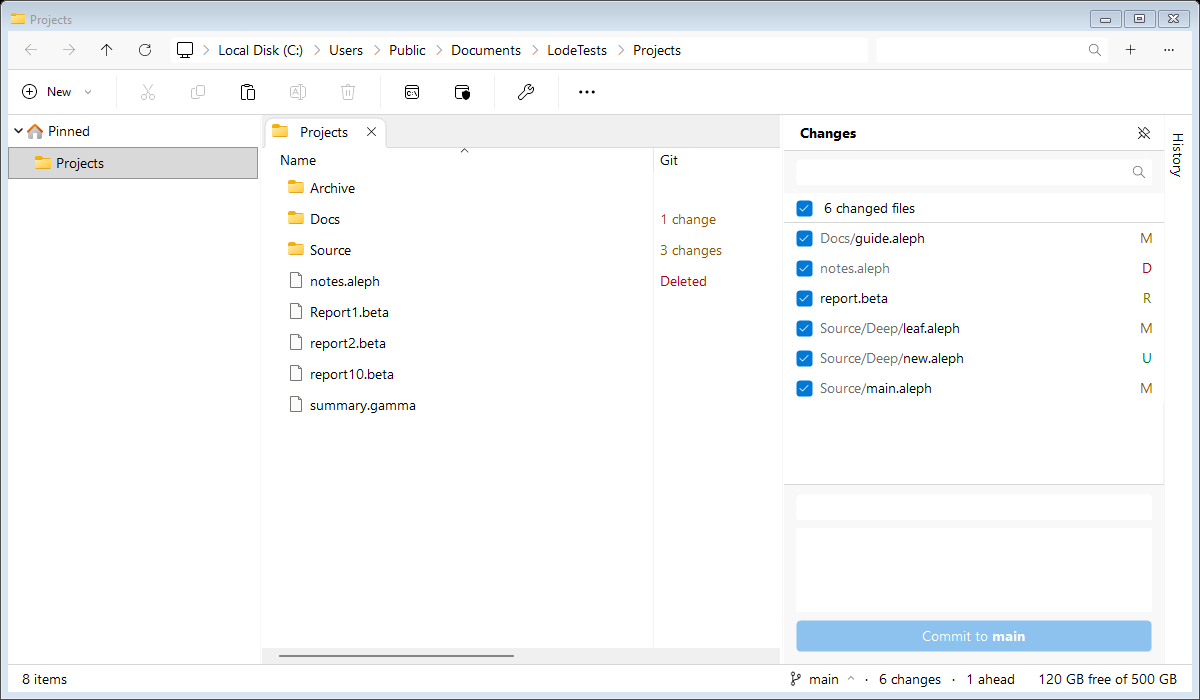 Projects
Local Disk (C:) Users Public Documents LodeTests Projects
New
Pinned
Projects
Projects
Name Git
Archive
Docs 1 change
Source 3 changes
notes.aleph Deleted
Report1.beta
report2.beta
report10.beta
summary.gamma
Changes
6 changed files
Docs/guide.aleph M
notes.aleph D
report.beta R
Source/Deep/leaf.aleph M
Source/Deep/new.aleph U
Source/main.aleph M
Commit to main
History
8 items
main · 6 changes · 1 ahead 120 GB free of 500 GB